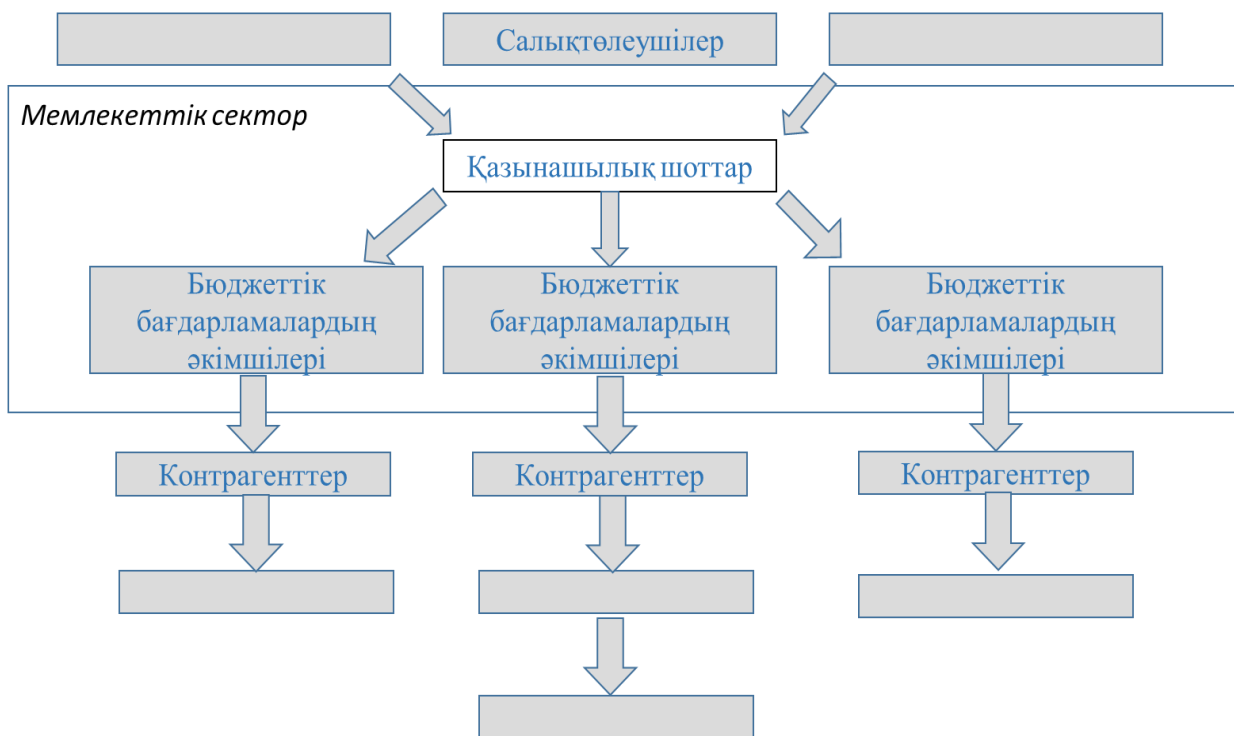 Салықтөлеушілер
Мемлекеттік сектор
Қазынашылық шоттар
Бюджеттік
бағдарламалардың
әкімшілері
Бюджеттік
бағдарламалардың
әкімшілері
Бюджеттік
бағдарламалардың
әкімшілері
Контрагенттер
Контрагенттер
Контрагенттер